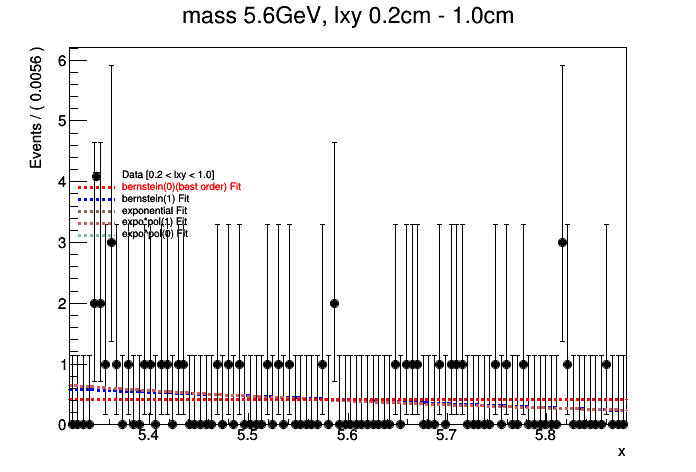 mass 5.6GeV, lxy 0.2cm - 1.0cm
Events / ( 0.0056 )
6
5
4
3
2
1
0
Data [0.2 < lxy < 1.0]
bernstein(0)(best order) Fit
bernstein(1) Fit
exponential Fit
expo*pol(1) Fit
expo*pol(0) Fit
5.4
5.5
5.6
5.7
5.8
x